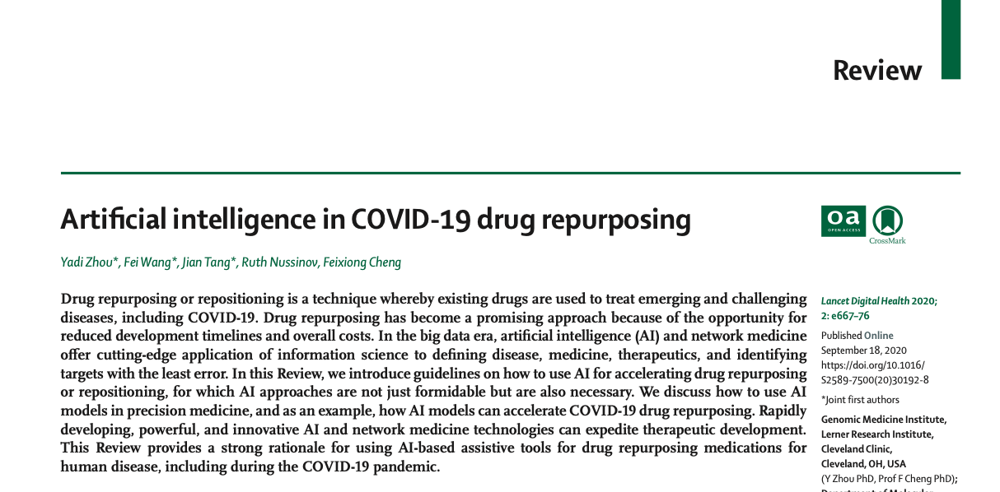 Review
Artificial intelligence in COVID-19 drug repurposing
Yadi Zhou*, Fei Wang*, Jian Tang*, Ruth Nussinov, Feixiong Cheng
Drug repurposing or repositioning is a technique whereby existing drugs are used to treat emerging and challenging
diseases, including COVID-19. Drug repurposing has become a promising approach because of the opportunity for
reduced development timelines and overall costs. In the big data era, artificial intelligence (AI) and network medicine
offer cutting-edge application of information science to defining disease, medicine, therapeutics, and identifying
targets with the least error. In this Review, we introduce guidelines on how to use AI for accelerating drug repurposing
or repositioning, for which AI approaches are not just formidable but are also necessary. We discuss how to use AI
models in precision medicine, and as an example, how AI models can accelerate COVID-19 drug repurposing. Rapidly
developing, powerful, and innovative AI and network medicine technologies can expedite therapeutic development.
This Review provides a strong rationale for using AI-based assistive tools for drug repurposing medications for
human disease, including during the COVID-19 pandemic.
oa
OPEN ACCESS
CrossMark
Lancet Digital Health 2020;
2: e667–76
Published Online
September 18, 2020
https://doi.org/10.1016/
S2589-7500(20)30192-8
*Joint first authors
Genomic Medicine Institute,
Lerner Research Institute,
Cleveland Clinic,
Cleveland, OH, USA
(Y Zhou PhD, Prof F Cheng PhD);
Department of Molecular